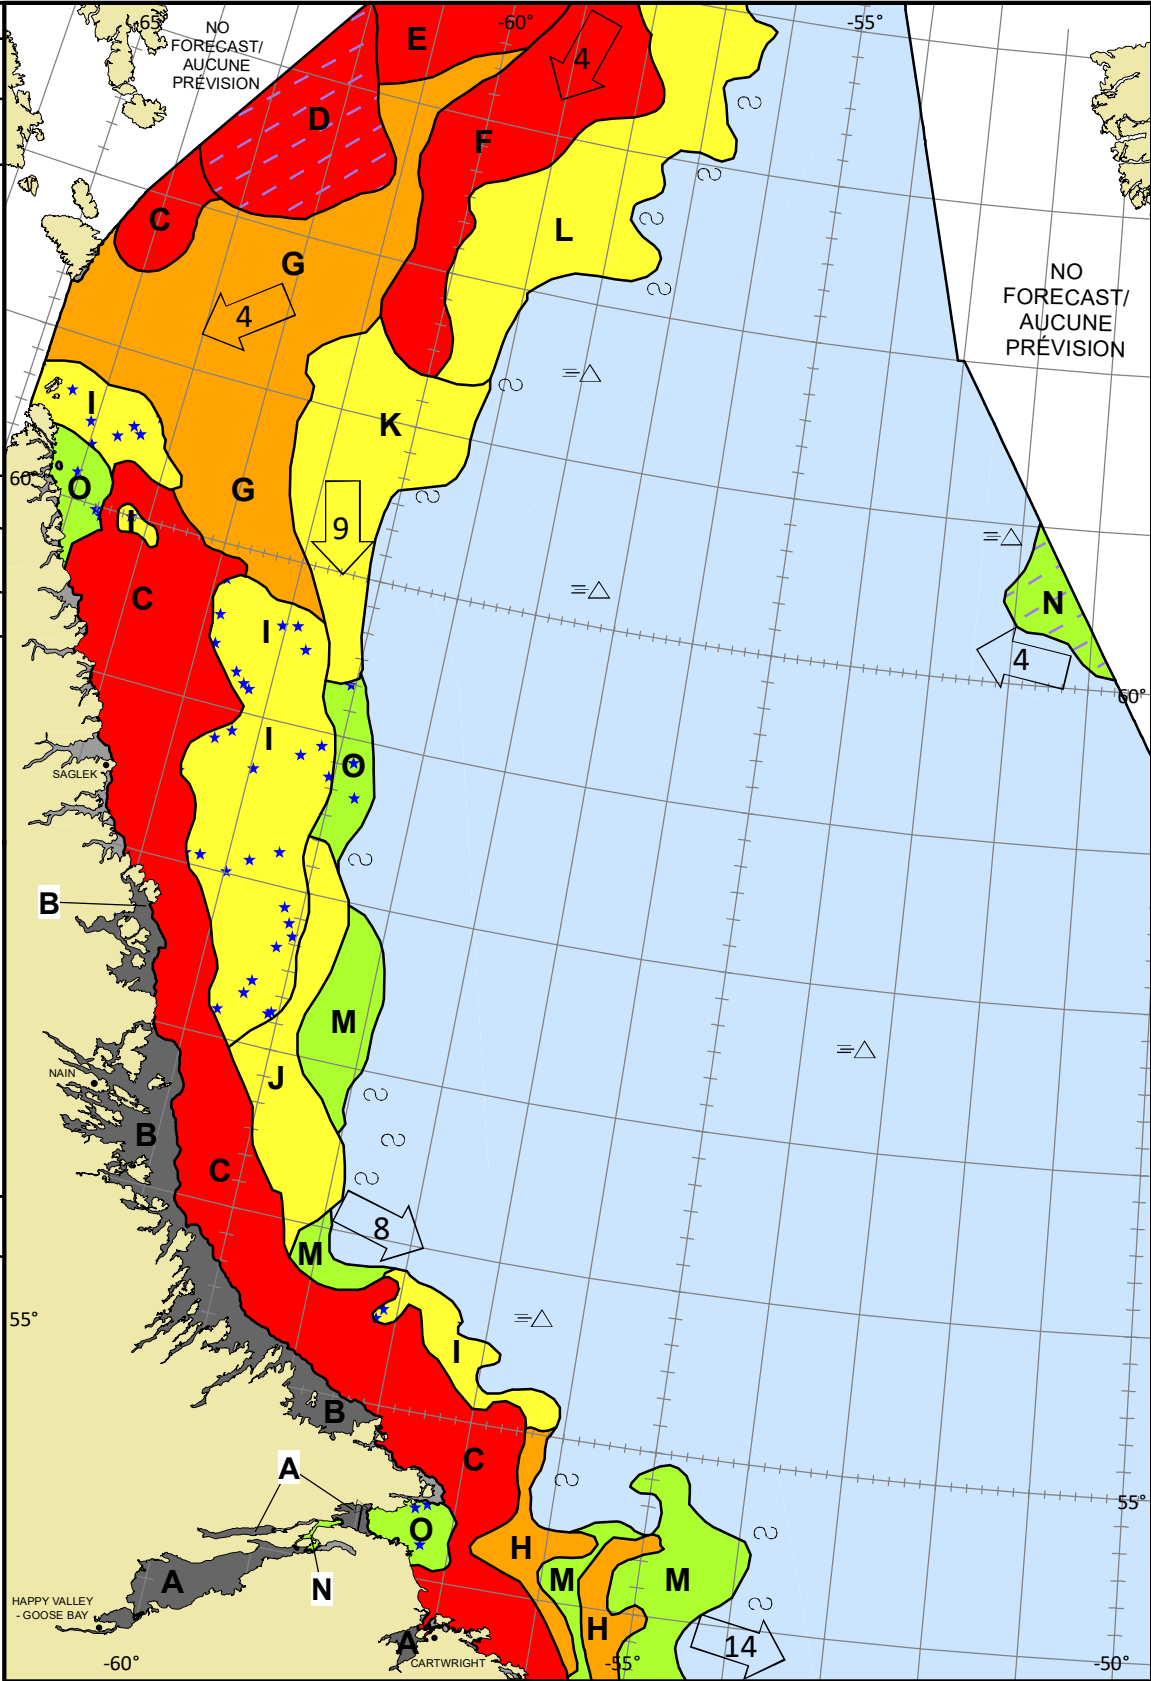 -65°
-60°
-55°
NO
FORECAST/
AUCUNE
PRÉVISION
E
4
D
F
C
L
G
4
NO
FORECAST/
AUCUNE
PRÉVISION
I
K
60°
O
G
I
9
C
N
I
4
60°
I
O
SAGLEK
B
M
NAIN
J
B
C
8
M
55°
I
B
C
A
55°
O
H
A
N
M
M
HAPPY VALLEY
- GOOSE BAY
H
A
14
CARTWRIGHT
-60°
-55°
-50°